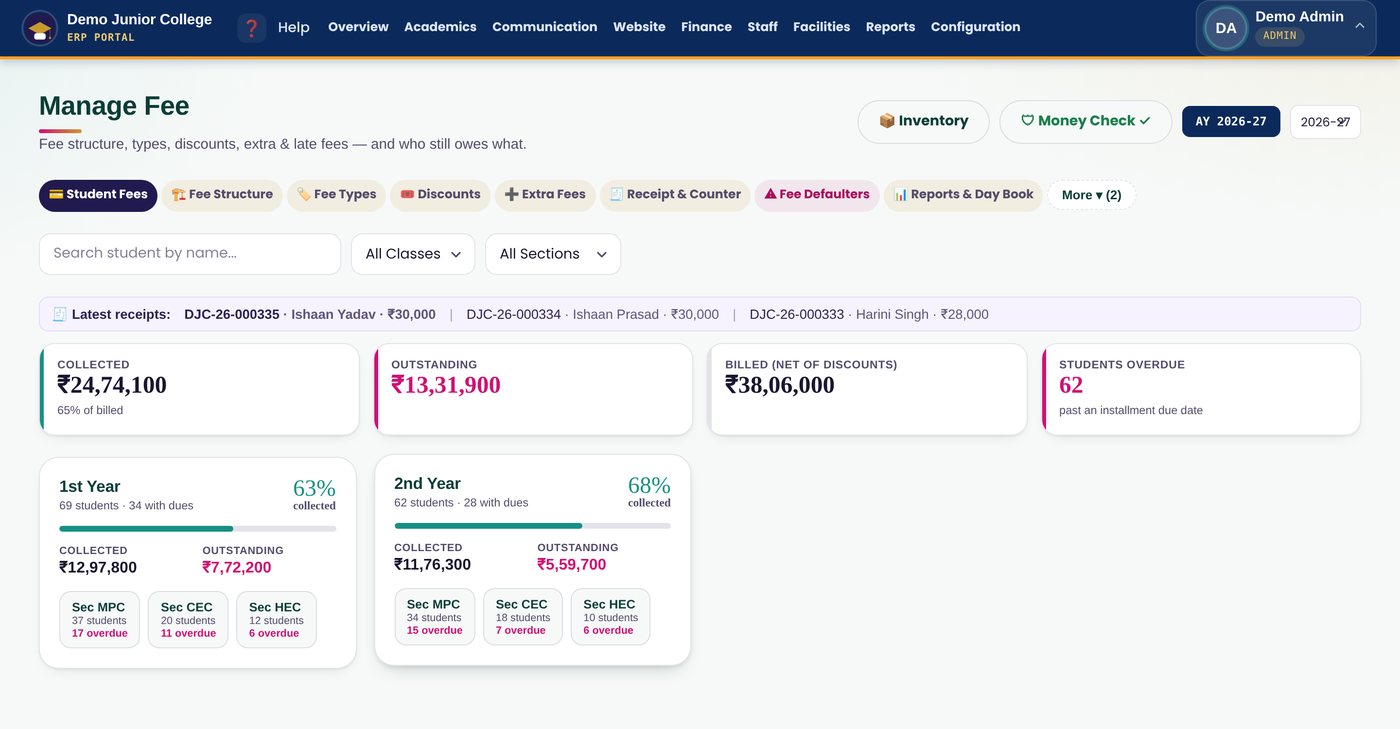 Demo Junior College
ERP PORTAL
❓ Help Overview Academics Communication Website Finance Staff Facilities Reports Configuration
DA Demo Admin
ADMIN
Manage Fee
Fee structure, types, discounts, extra & late fees — and who still owes what.
📦 Inventory 🛡 Money Check ✓ AY 2026-27 2026-27
💳 Student Fees 🏗️ Fee Structure 🏷️ Fee Types 🎟️ Discounts ➕ Extra Fees 🧾 Receipt & Counter ⚠ Fee Defaulters 📊 Reports & Day Book More ▾ (2)
Search student by name... All Classes All Sections
🧾 Latest receipts: DJC-26-000335 · Ishaan Yadav · ₹30,000 | DJC-26-000334 · Ishaan Prasad · ₹30,000 | DJC-26-000333 · Harini Singh · ₹28,000
COLLECTED
₹24,74,100
65% of billed
OUTSTANDING
₹13,31,900
BILLED (NET OF DISCOUNTS)
₹38,06,000
STUDENTS OVERDUE
62
past an installment due date
1st Year
69 students · 34 with dues
63%
collected
COLLECTED
₹12,97,800
OUTSTANDING
₹7,72,200
Sec MPC
37 students
17 overdue
Sec CEC
20 students
11 overdue
Sec HEC
12 students
6 overdue
2nd Year
62 students · 28 with dues
68%
collected
COLLECTED
₹11,76,300
OUTSTANDING
₹5,59,700
Sec MPC
34 students
15 overdue
Sec CEC
18 students
7 overdue
Sec HEC
10 students
6 overdue